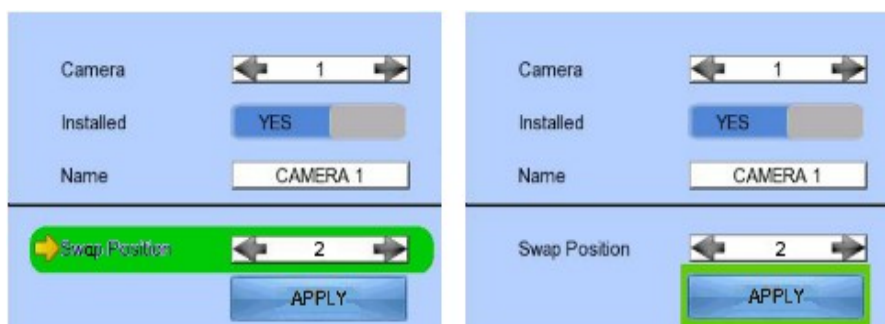 Camera 1
Installed YES
Name CAMERA 1
Swap Position 2
APPLY
Camera 1
Installed YES
Name CAMERA 1
Swap Position 2
APPLY